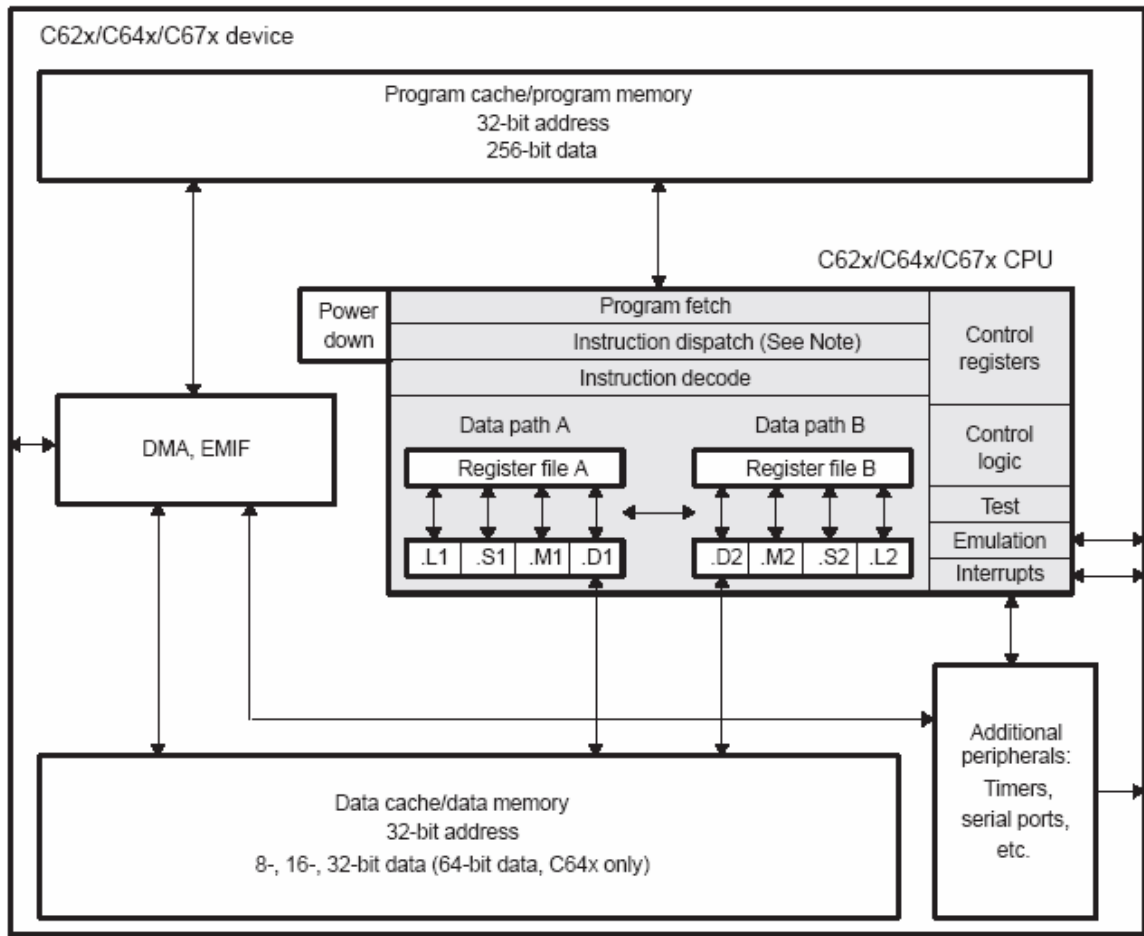 C62x/C64x/C67x device
Program cache/program memory
32-bit address
256-bit data
C62x/C64x/C67x CPU
Power
down
Program fetch
Instruction dispatch (See Note)
Instruction decode
Control
registers
Data path A
Data path B
Control
logic
DMA, EMIF
Register file A
Register file B
Test
.L1 .S1 .M1 .D1
.D2 .M2 .S2 .L2
Emulation
Interrupts
Additional
peripherals:
Timers,
serial ports,
etc.
Data cache/data memory
32-bit address
8-, 16-, 32-bit data (64-bit data, C64x only)